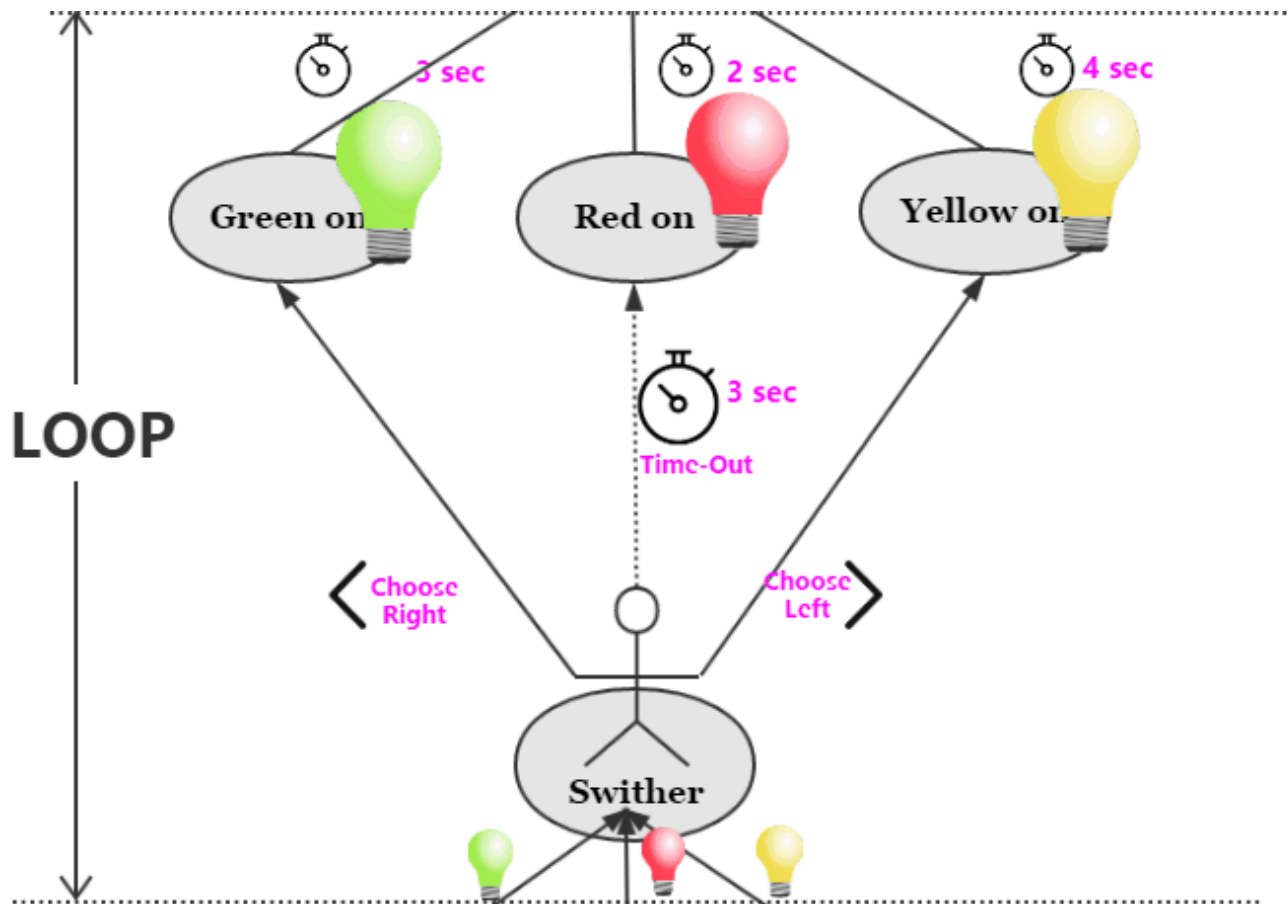 3 sec
2 sec
4 sec
Green on
Red on
Yellow on
3 sec
LOOP
Time-Out
Choose
Right
Choose
Left
Swither